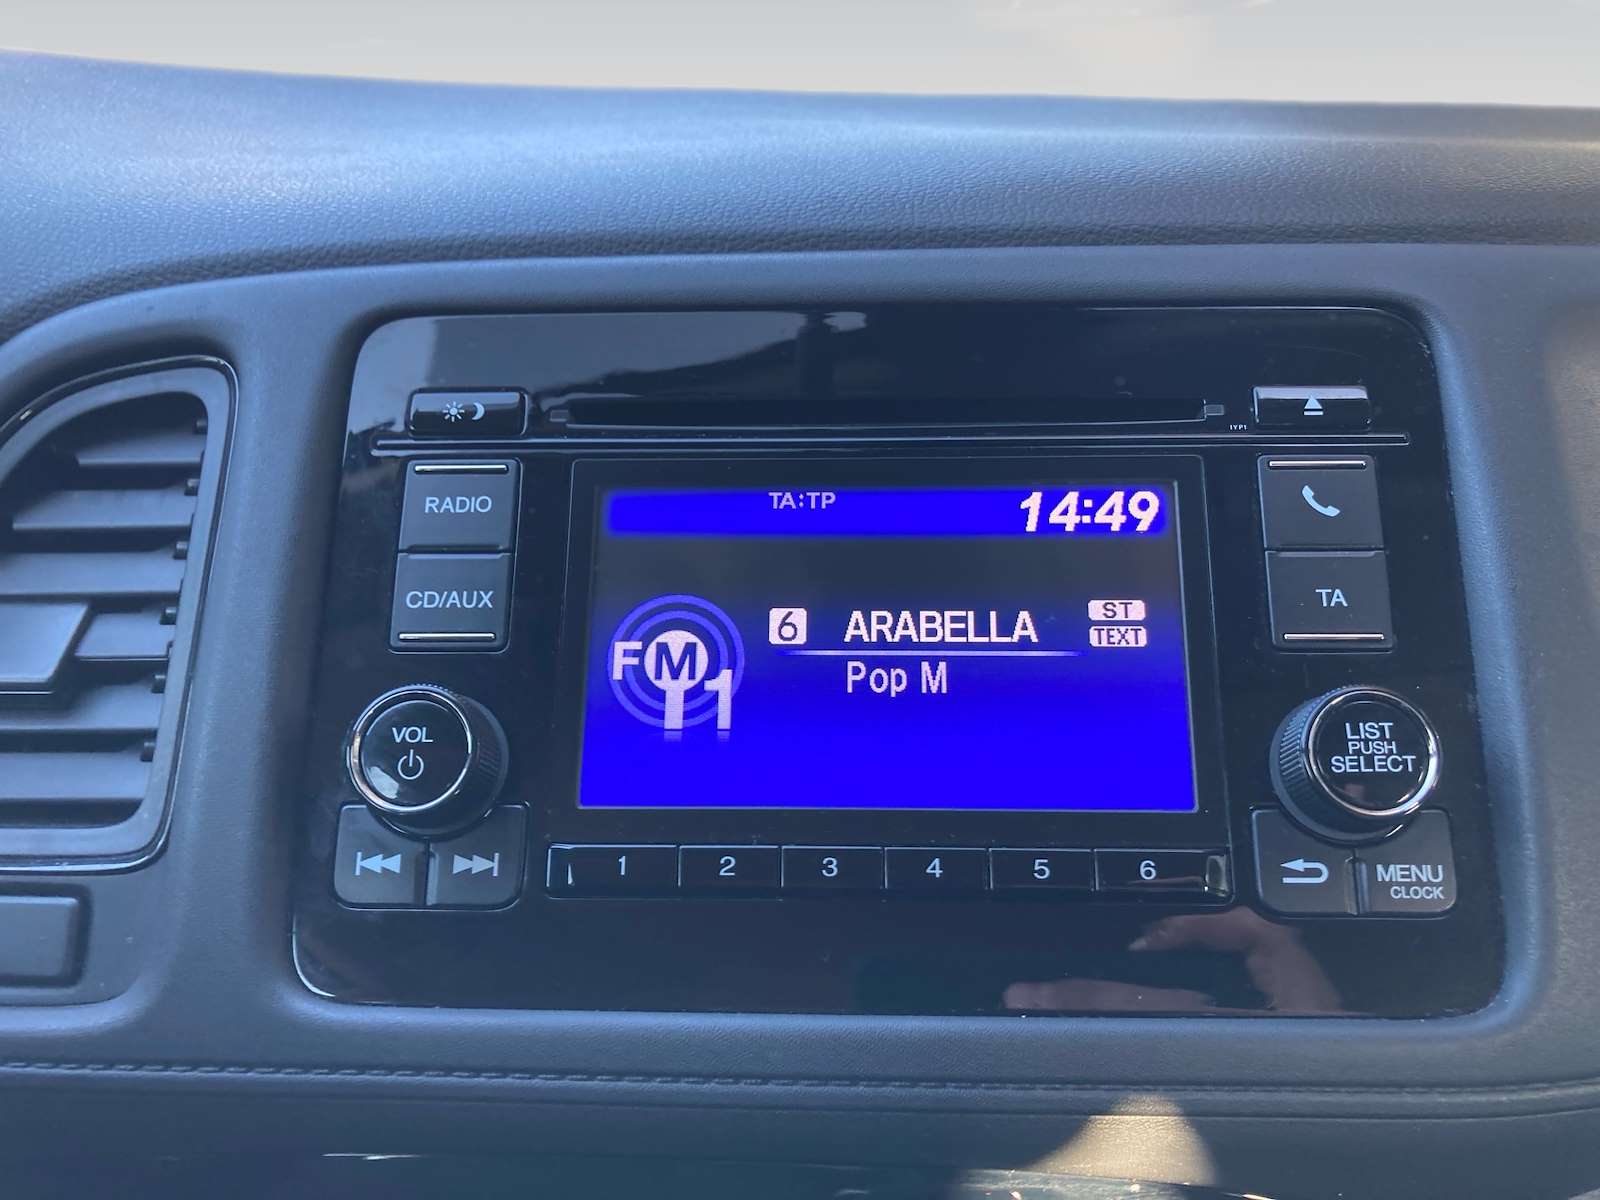 TYP1
RADIO
TA:TP
14:49
CD/AUX
TA
6 ARABELLA ST
TEXT
FM
1
Pop M
VOL
LIST
PUSH
SELECT
1 2 3 4 5 6
MENU
CLOCK